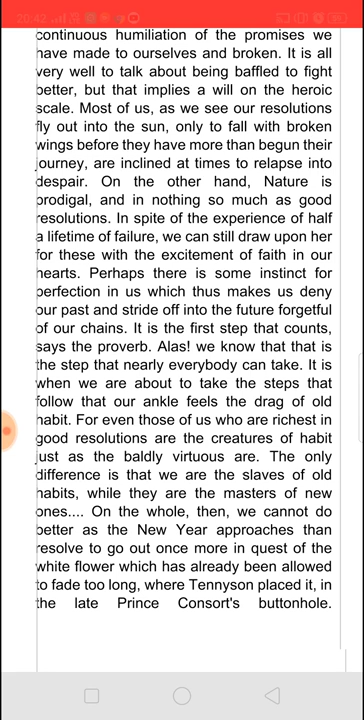 20:42
continuous humiliation of the promises we
have made to ourselves and broken. It is all
very well to talk about being baffled to fight
better, but that implies a will on the heroic
scale. Most of us, as we see our resolutions
fly out into the sun, only to fall with broken
wings before they have more than begun their
journey, are inclined at times to relapse into
despair. On the other hand, Nature is
prodigal, and in nothing so much as good
resolutions. In spite of the experience of half
a lifetime of failure, we can still draw upon her
for these with the excitement of faith in our
hearts. Perhaps there is some instinct for
perfection in us which thus makes us deny
our past and stride off into the future forgetful
of our chains. It is the first step that counts,
says the proverb. Alas! we know that that is
the step that nearly everybody can take. It is
when we are about to take the steps that
follow that our ankle feels the drag of old
habit. For even those of us who are richest in
good resolutions are the creatures of habit
just as the baldly virtuous are. The only
difference is that we are the slaves of old
habits, while they are the masters of new
ones.... On the whole, then, we cannot do
better as the New Year approaches than
resolve to go out once more in quest of the
white flower which has already been allowed
to fade too long, where Tennyson placed it, in
the late Prince Consort's buttonhole.